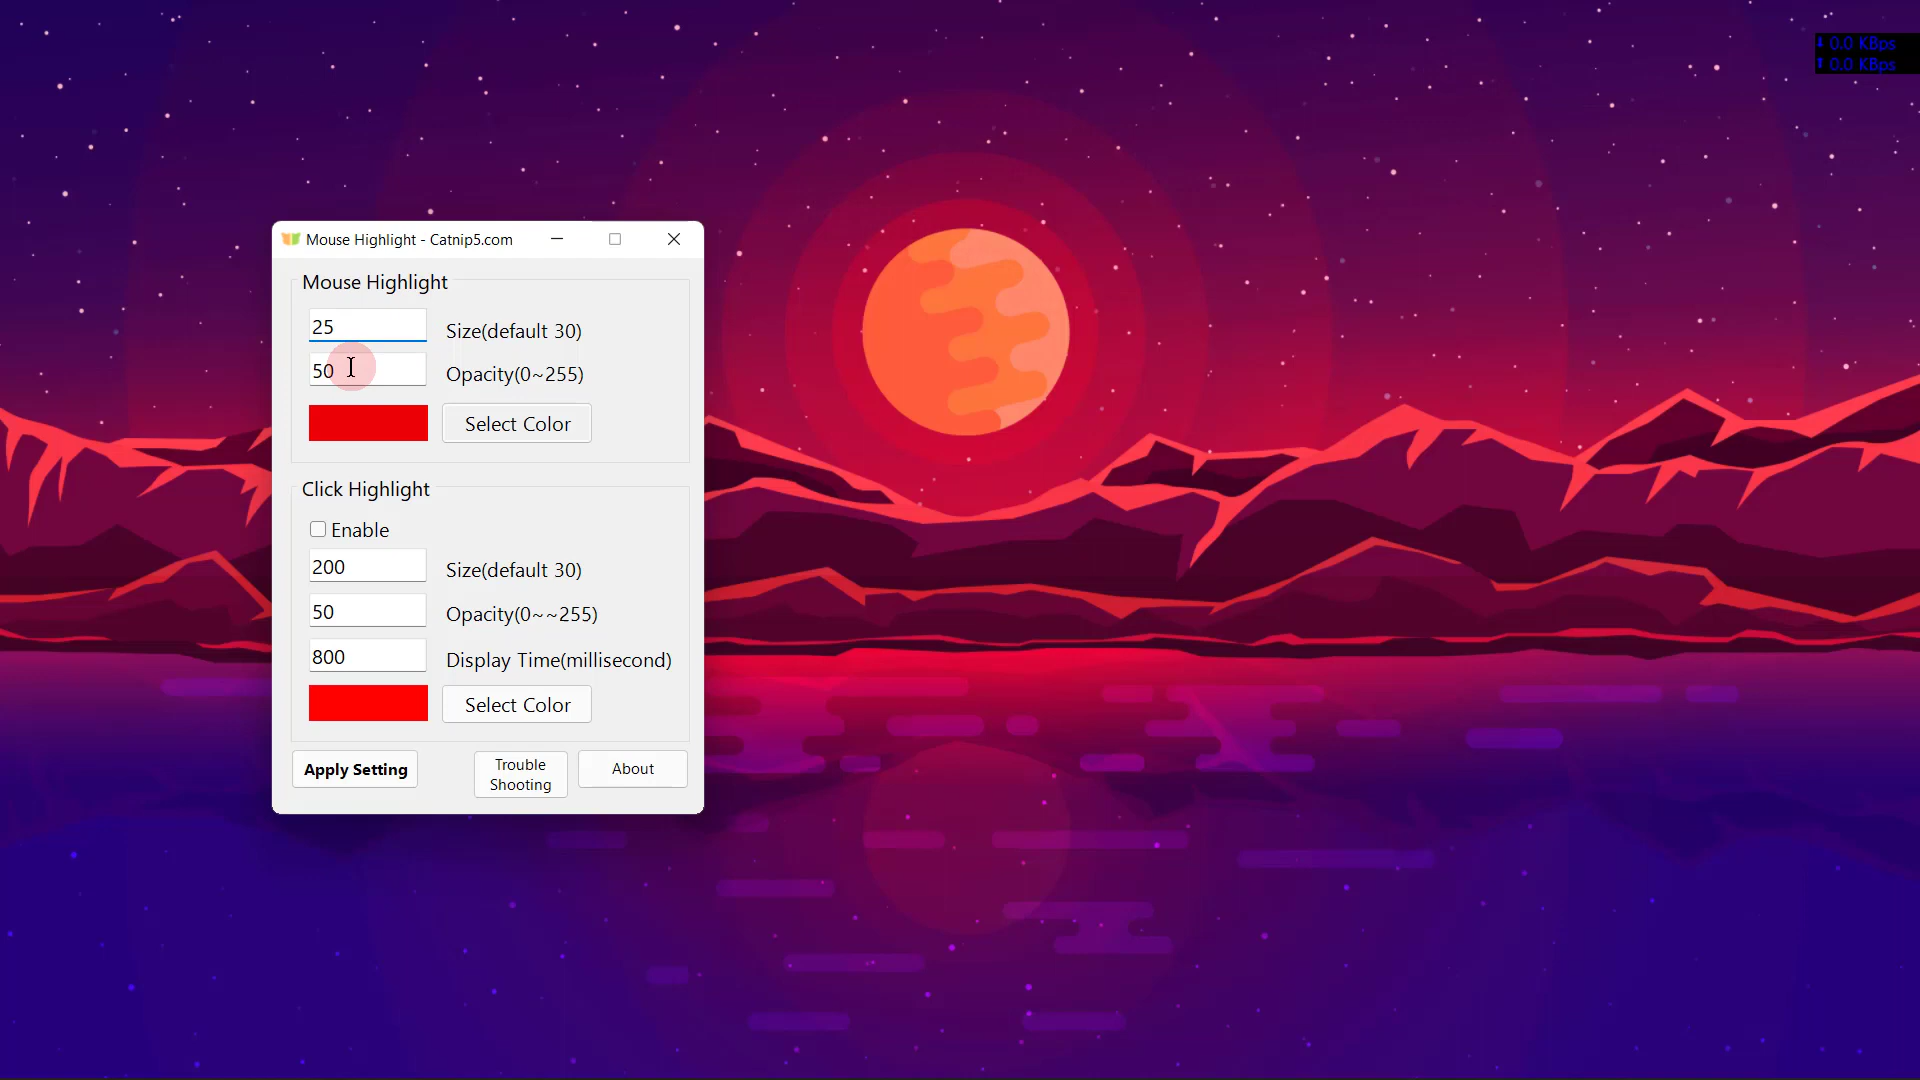 ↓ 0.0 KBps
↑ 0.0 KBps
Mouse Highlight - Catnip5.com
Mouse Highlight
25 Size(default 30)
50 Opacity(0~255)
Select Color
Click Highlight
Enable
200 Size(default 30)
50 Opacity(0~~255)
800 Display Time(millisecond)
Select Color
Apply Setting
Trouble
Shooting
About